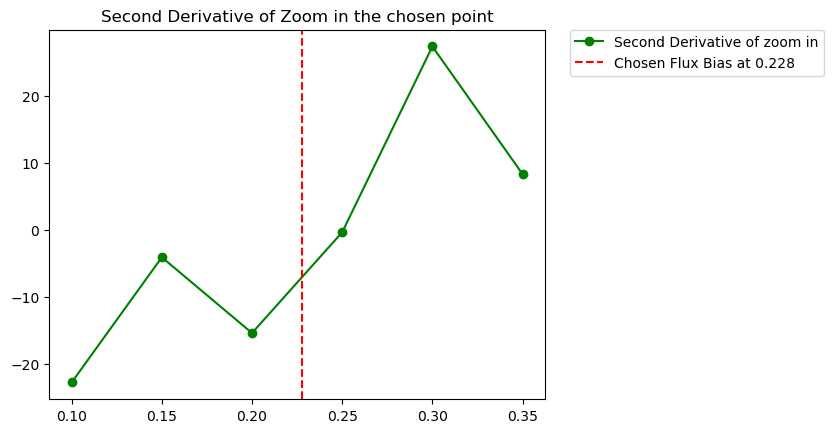 Second Derivative of Zoom in the chosen point
Second Derivative of zoom in
Chosen Flux Bias at 0.228
20
10
0
−10
−20
0.10 0.15 0.20 0.25 0.30 0.35